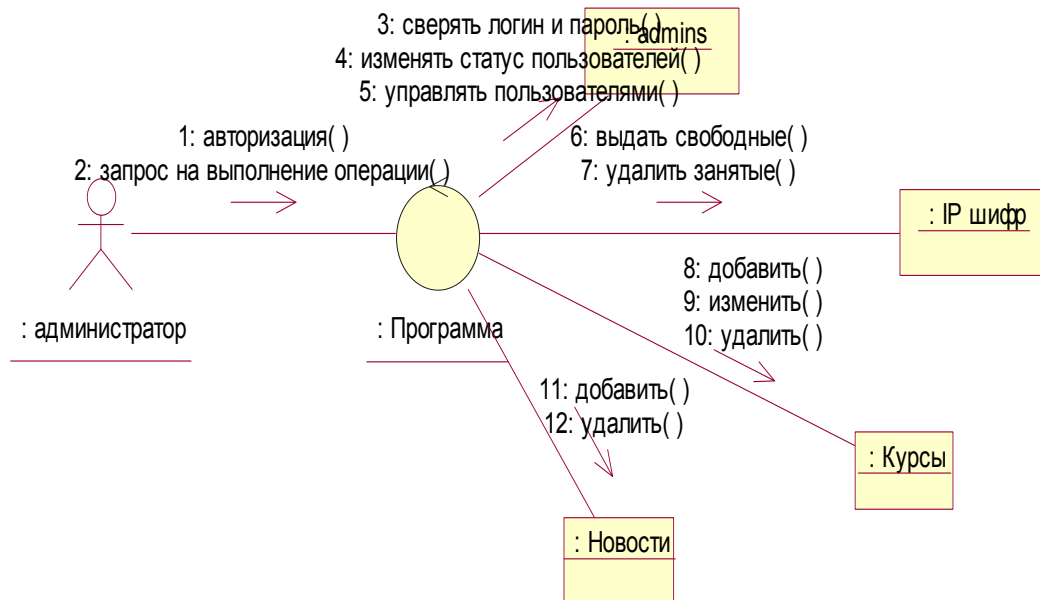 3: сверять логин и пароль( )
: admins
4: изменять статус пользователей( )
5: управлять пользователями( )
1: авторизация( )
2: запрос на выполнение операции( )
6: выдать свободные( )
7: удалить занятые( )
: IP шифр
8: добавить( )
9: изменить( )
10: удалить( )
: администратор
: Программа
11: добавить( )
12: удалить( )
: Курсы
: Новости